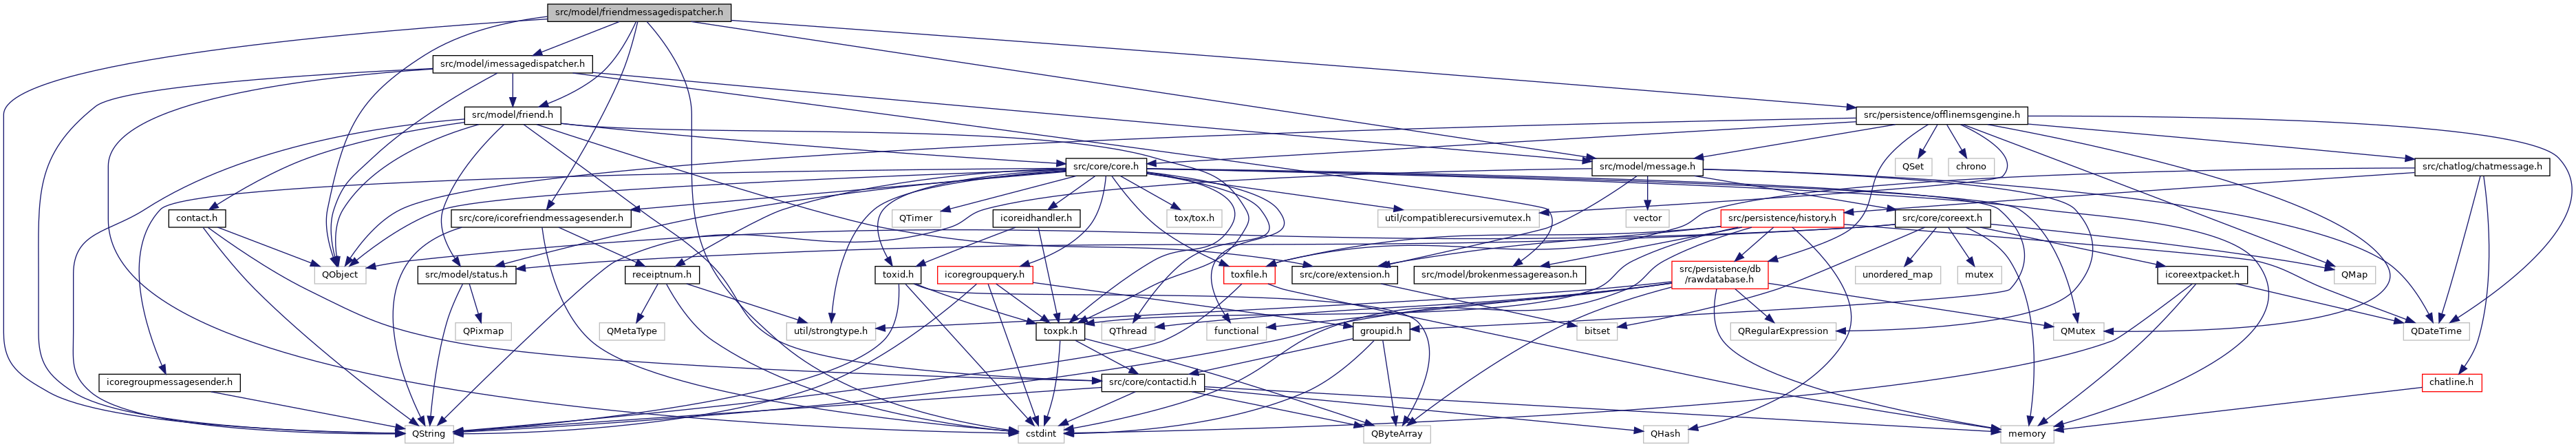 src/model/friendmessagedispatcher.h
src/model/imessagedispatcher.h
src/model/friend.h
src/persistence/offlinemsgengine.h
src/core/core.h
src/model/message.h
QSet
chrono
src/chatlog/chatmessage.h
contact.h
src/core/icorefriendmessagesender.h
QTimer
icoreidhandler.h
tox/tox.h
util/compatiblerecursivemutex.h
vector
src/persistence/history.h
src/core/coreext.h
QObject
src/model/status.h
receiptnum.h
toxid.h
icoregroupquery.h
toxfile.h
src/core/extension.h
src/model/brokenmessagereason.h
src/persistence/db
/rawdatabase.h
unordered_map
mutex
icoreextpacket.h
QMap
QPixmap
QMetaType
util/strongtype.h
toxpk.h
QThread
functional
groupid.h
bitset
QRegularExpression
QMutex
QDateTime
icoregroupmessagesender.h
src/core/contactid.h
chatline.h
QString
cstdint
QByteArray
QHash
memory